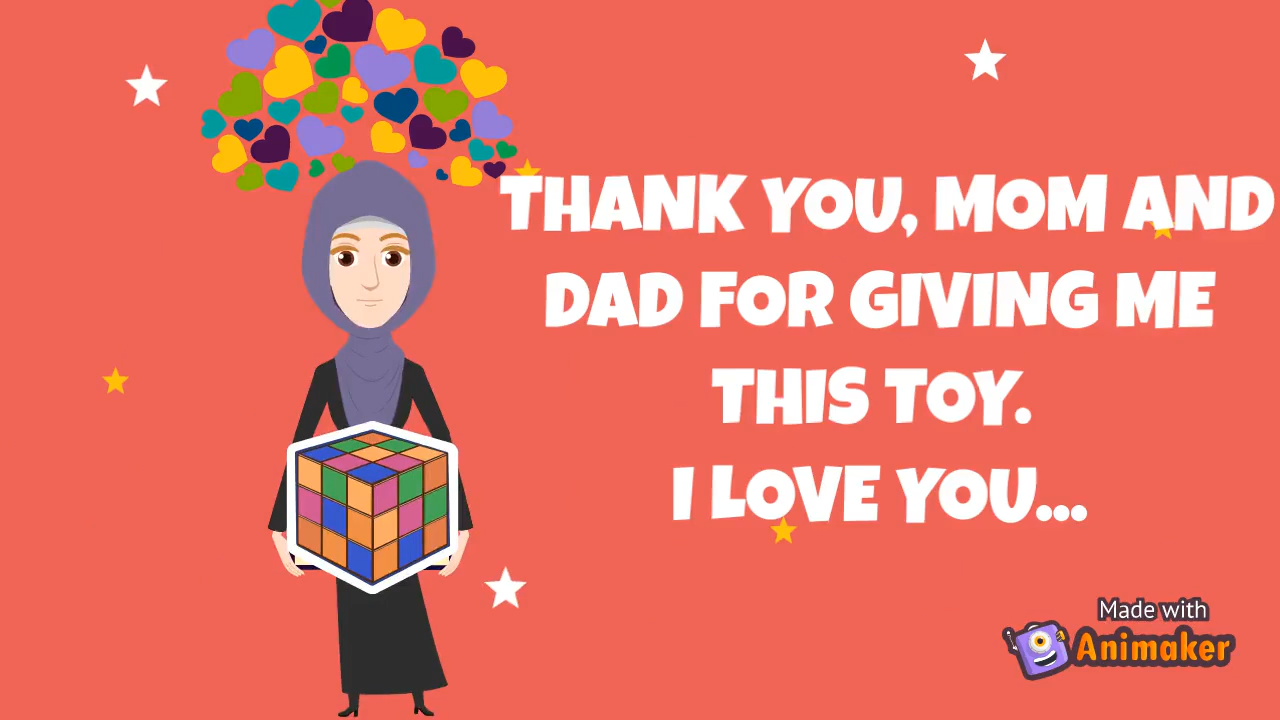 THANK YOU, MOM AND
DAD FOR GIVING ME
THIS TOY.
I LOVE YOU...
Made with
Animaker